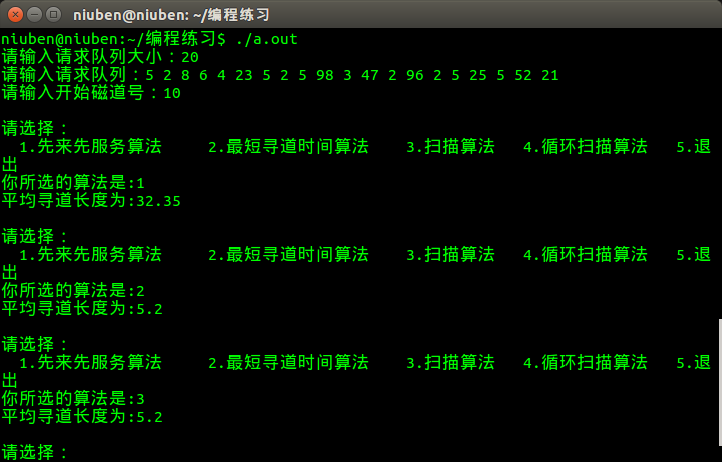 niuben@niuben: ~/编程练习
niuben@niuben:~/编程练习$ ./a.out
请输入请求队列大小：20
请输入请求队列：5 2 8 6 4 23 5 2 5 98 3 47 2 96 2 5 25 5 52 21
请输入开始磁道号：10
请选择：
1.先来先服务算法 2.最短寻道时间算法 3.扫描算法 4.循环扫描算法 5.退
出
你所选的算法是:1
平均寻道长度为:32.35
请选择：
1.先来先服务算法 2.最短寻道时间算法 3.扫描算法 4.循环扫描算法 5.退
出
你所选的算法是:2
平均寻道长度为:5.2
请选择：
1.先来先服务算法 2.最短寻道时间算法 3.扫描算法 4.循环扫描算法 5.退
出
你所选的算法是:3
平均寻道长度为:5.2
请选择：